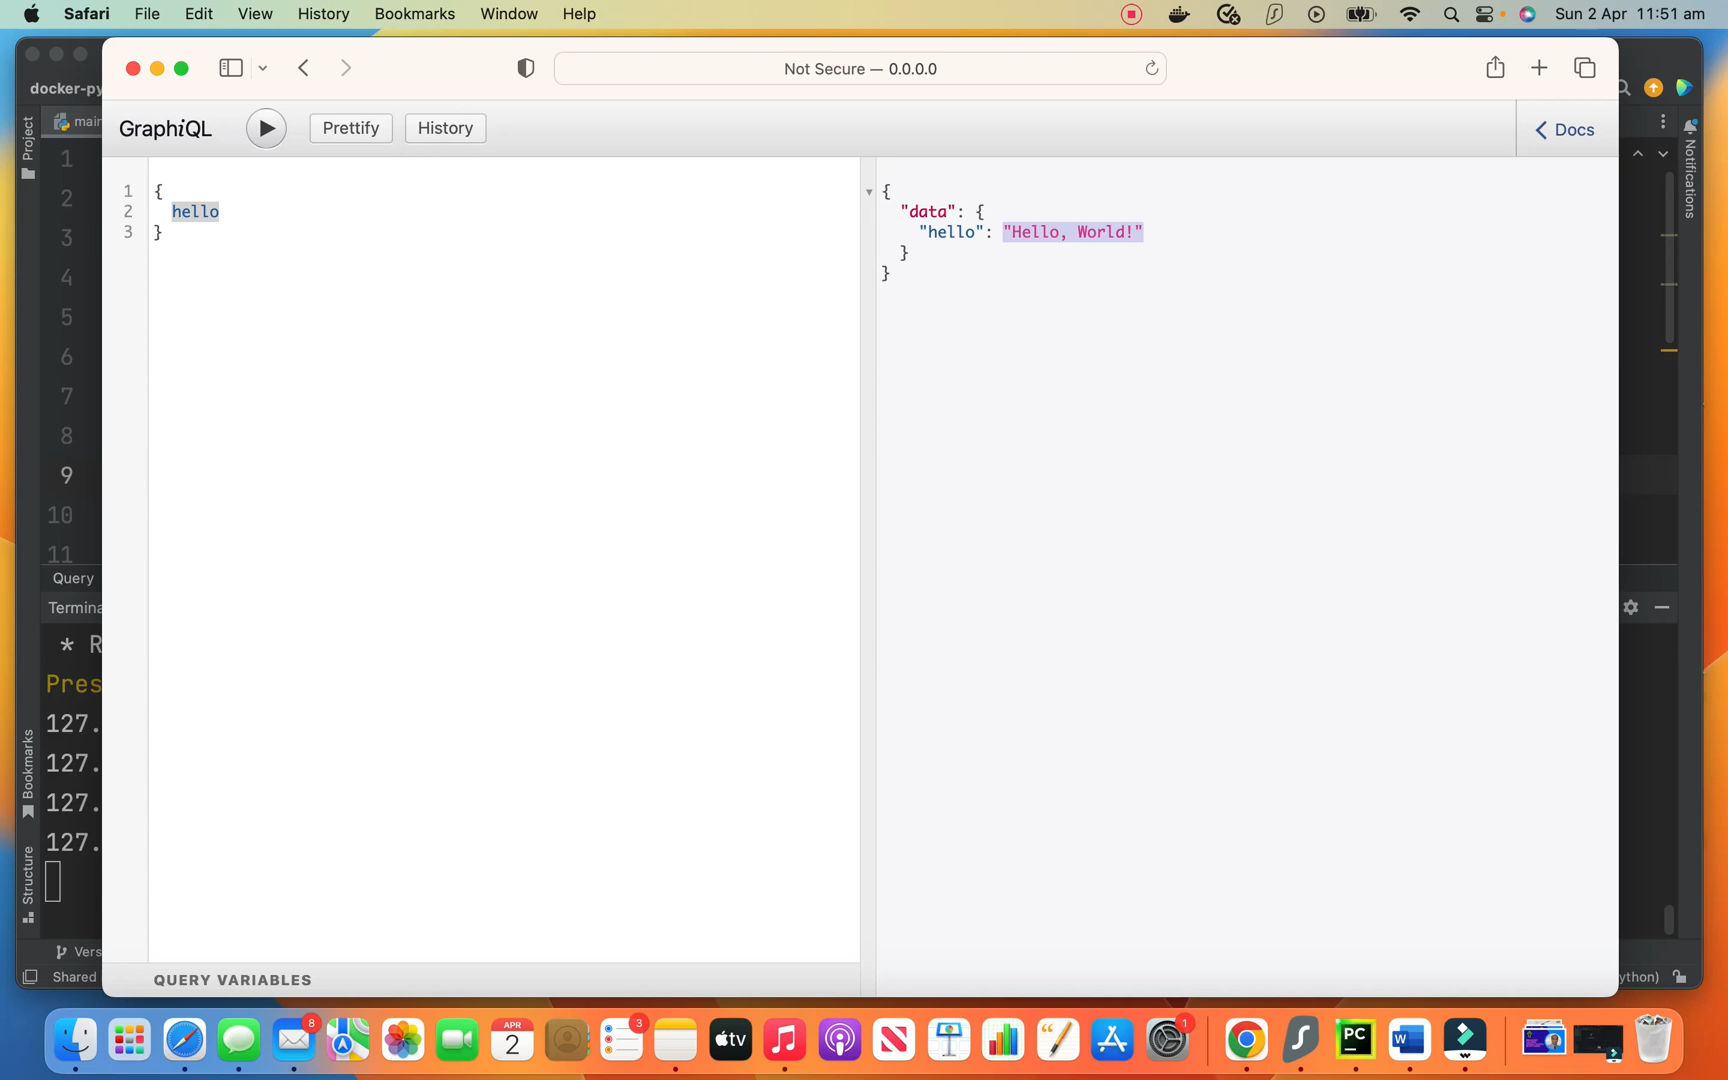 Safari File Edit View History Bookmarks Window Help Sun 2 Apr 11:51 am
Not Secure — 0.0.0.0
docker-py
GraphiQL Prettify History Docs
main
Project
Notifications
1 {
2 hello
3 }
{
"data": {
"hello": "Hello, World!"
}
}
1
2
3
4
5
6
7
8
9
10
11
Query
Termina
* R
Pres
127.
127.
127.
127.
Bookmarks
Structure
Vers
Shared
QUERY VARIABLES
ython)
8
APR
2
3
tv
1
PC
W